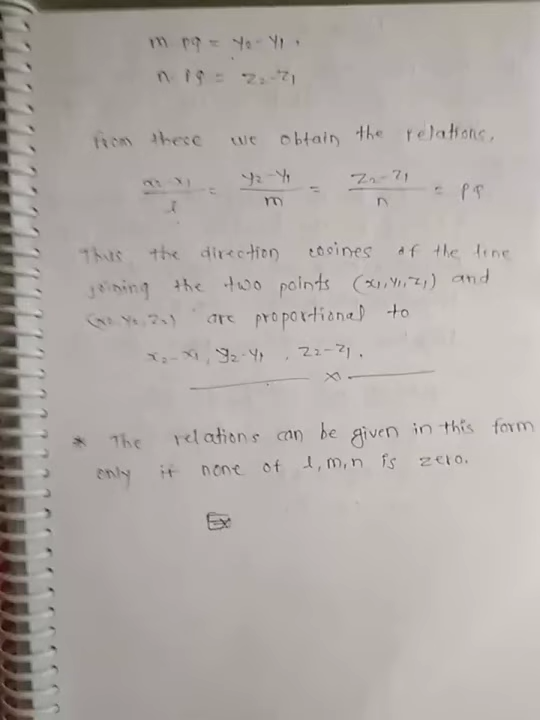 m PQ = y2 - y1.
n PQ = z2 - z1
From these we obtain the relations,
x2 - x1 / l = y2 - y1 / m = z2 - z1 / n = PQ
Thus the direction cosines of the line
joining the two points (x1, y1, z1) and
(x2, y2, z2) are proportional to
x2 - x1, y2 - y1, z2 - z1.
* The relations can be given in this form
only if none of l, m, n is zero.
Ex